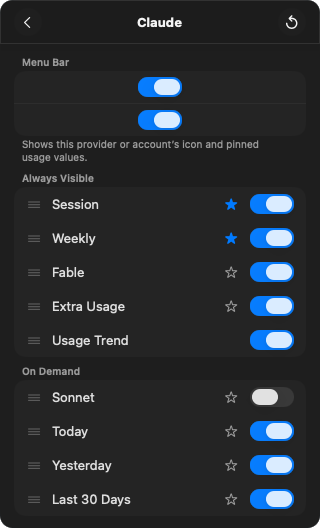 Claude
Menu Bar
Shows this provider or account's icon and pinned
usage values.
Always Visible
Session
Weekly
Fable
Extra Usage
Usage Trend
On Demand
Sonnet
Today
Yesterday
Last 30 Days